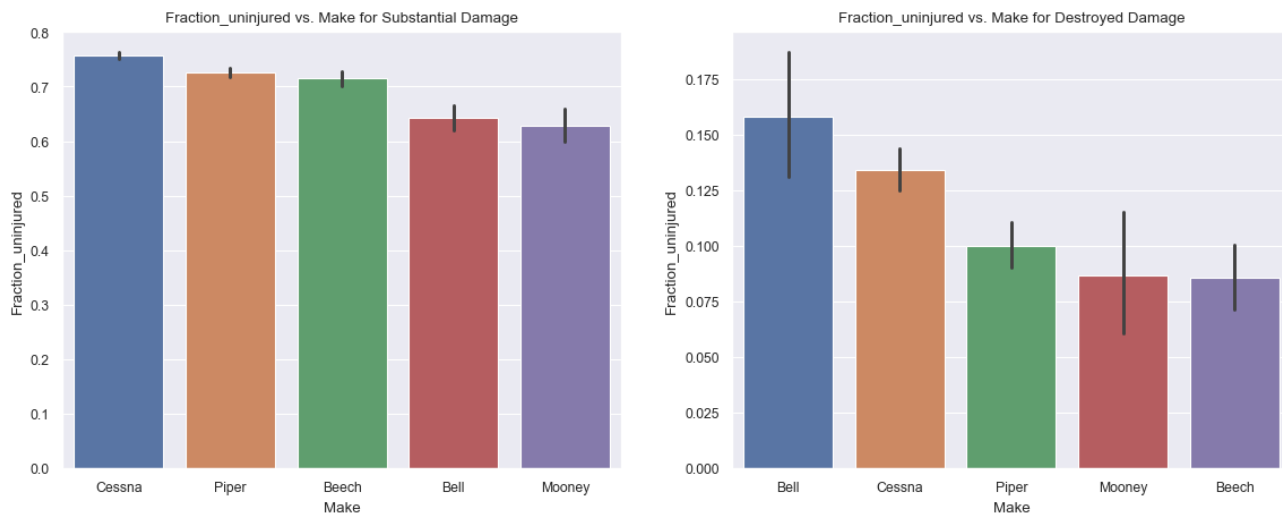 Fraction_uninjured vs. Make for Substantial Damage
0.8
0.7
0.6
0.5
0.4
0.3
0.2
0.1
0.0
Fraction_uninjured
Cessna Piper Beech Bell Mooney
Make
Fraction_uninjured vs. Make for Destroyed Damage
0.175
0.150
0.125
0.100
0.075
0.050
0.025
0.000
Fraction_uninjured
Bell Cessna Piper Mooney Beech
Make